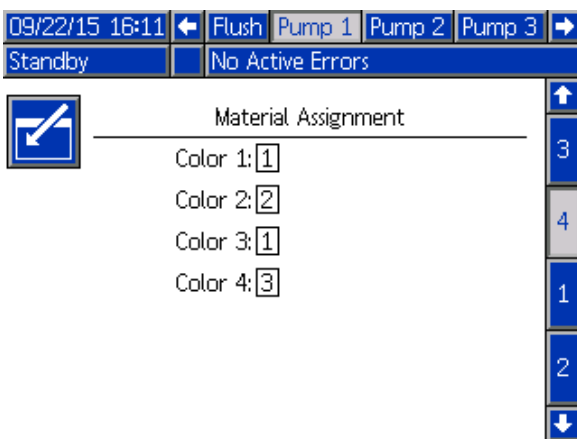 09/22/15 16:11 Flush Pump 1 Pump 2 Pump 3
Standby No Active Errors
Material Assignment
Color 1: 1
Color 2: 2
Color 3: 1
Color 4: 3
3
4
1
2